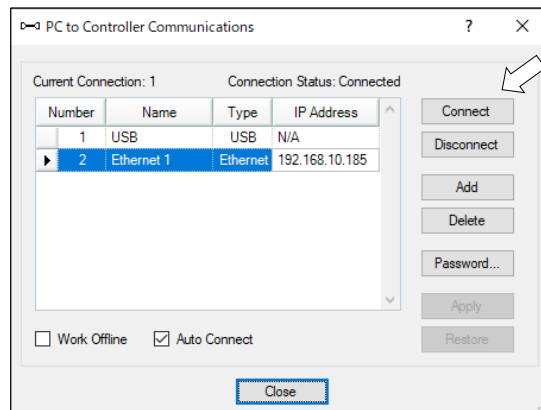 PC to Controller Communications
Current Connection: 1 Connection Status: Connected
Number Name Type IP Address
1 USB USB N/A
2 Ethernet 1 Ethernet 192.168.10.185
Connect
Disconnect
Add
Delete
Password...
Apply
Restore
Work Offline Auto Connect
Close